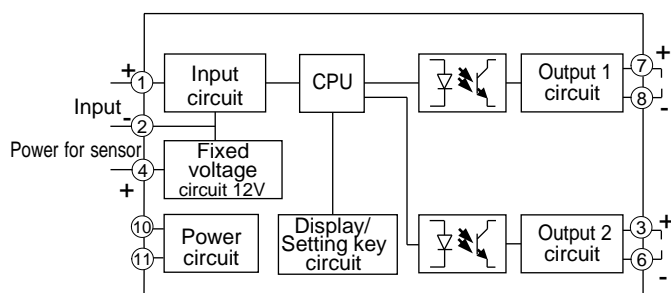 +
1
Input
-
2
Power for sensor
4
+
10
11
Input
circuit
Fixed
voltage
circuit 12V
Power
circuit
CPU
Display/
Setting key
circuit
Output 1
circuit
7
+
8
-
Output 2
circuit
3
+
6
-